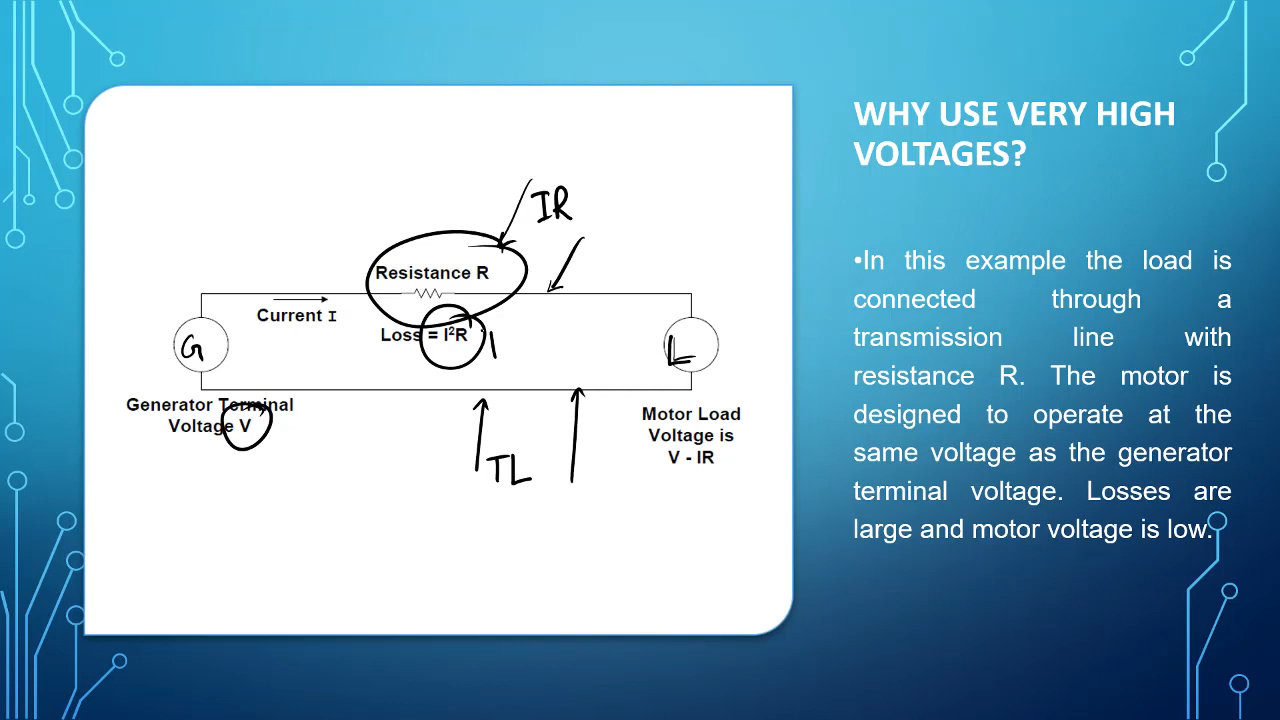 WHY USE VERY HIGH
VOLTAGES?
IR
Resistance R
Current I
Loss = I²R
G
L
Generator Terminal
Voltage V
Motor Load
Voltage is
V - IR
TL
•In this example the load is
connected through a
transmission line with
resistance R. The motor is
designed to operate at the
same voltage as the generator
terminal voltage. Losses are
large and motor voltage is low.